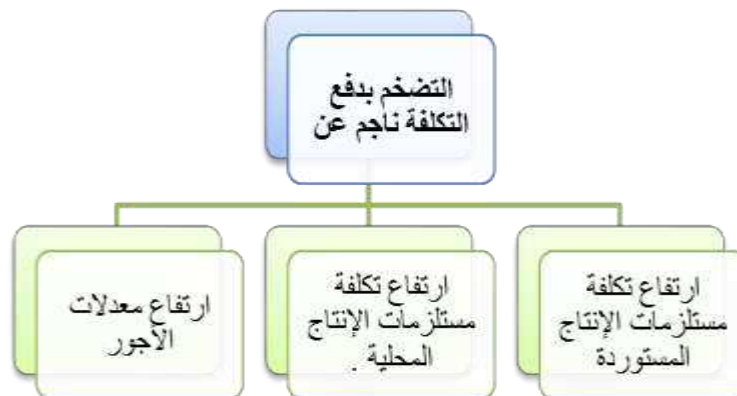 التضخم بدفع
التكلفة ناجم عن
ارتفاع تكلفة
مستلزمات الإنتاج
المستوردة
ارتفاع تكلفة
مستلزمات الإنتاج
المحلية .
ارتفاع معدلات
الأجور